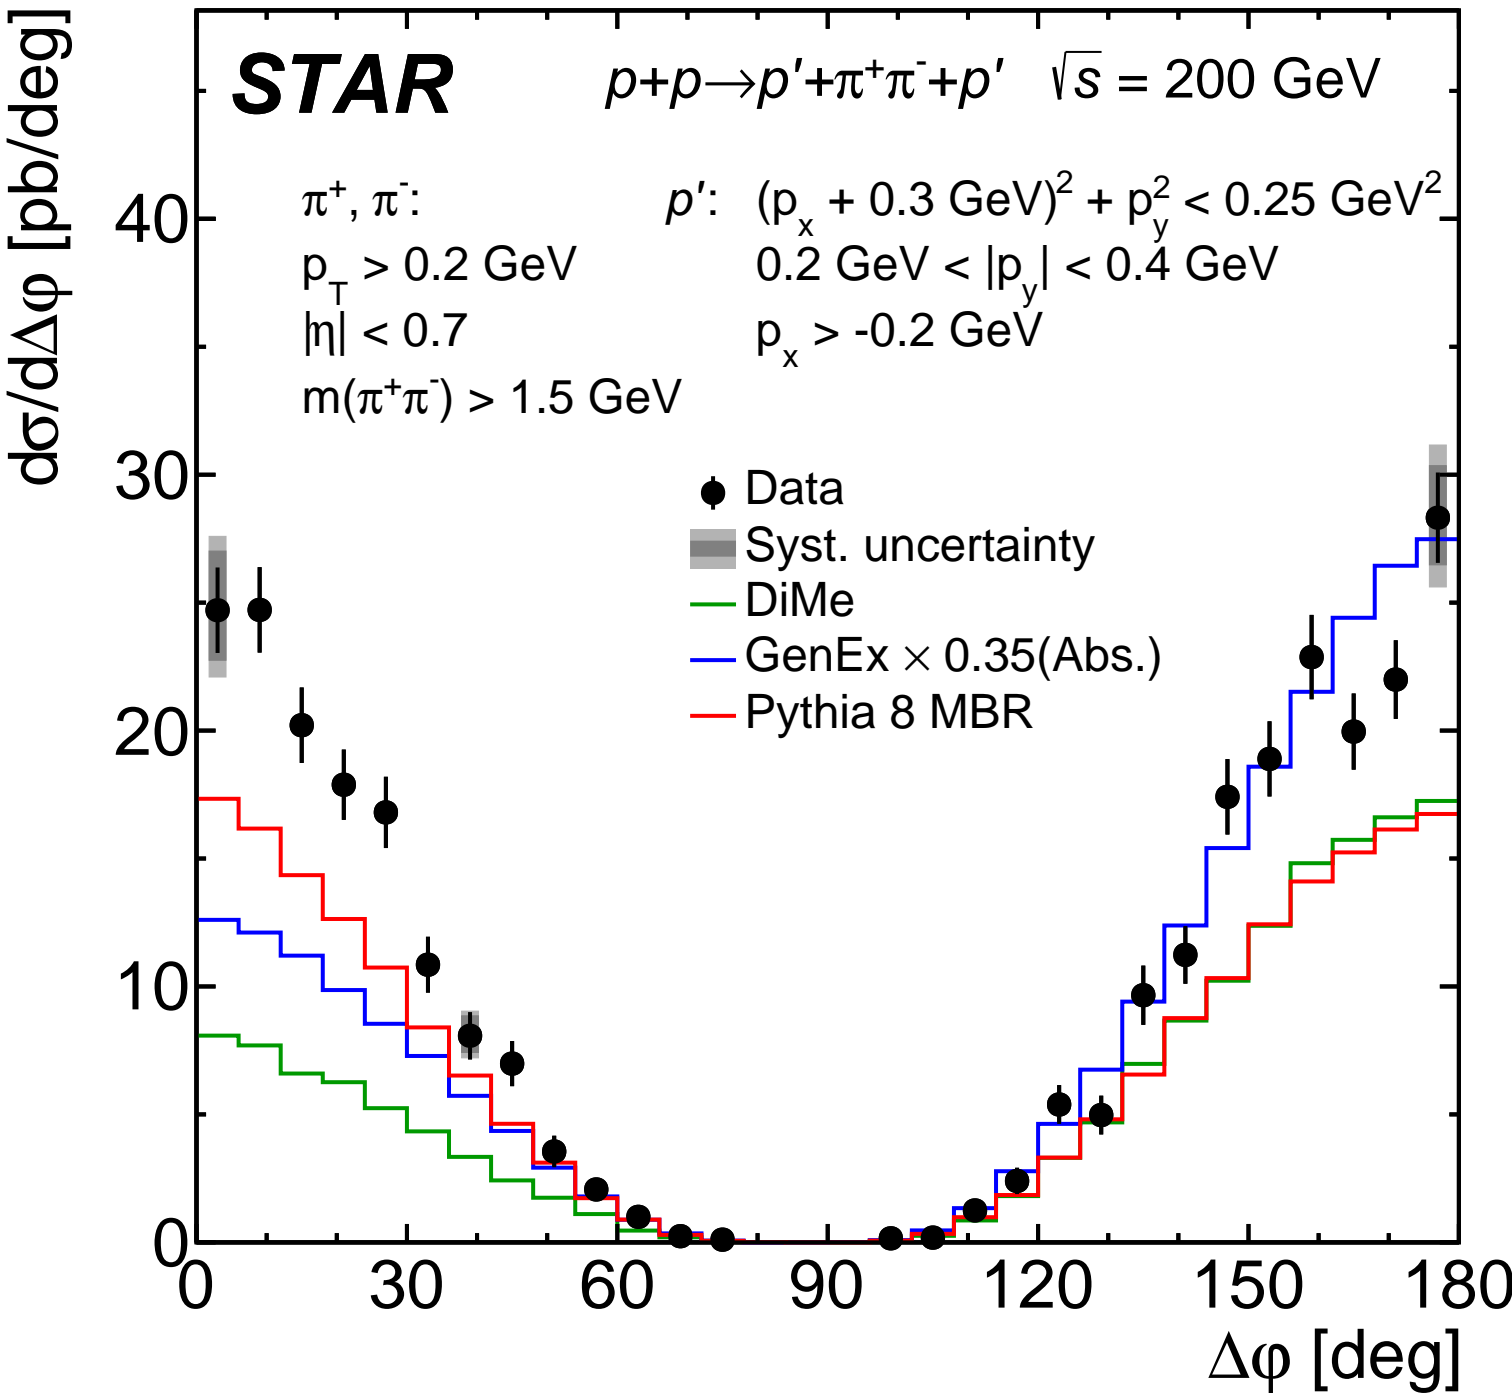 dσ/dΔφ [pb/deg]
STAR p+p→p′+π⁺π⁻+p′ √s = 200 GeV
π⁺, π⁻: p′: (pₓ + 0.3 GeV)² + p_y² < 0.25 GeV²
p_T > 0.2 GeV 0.2 GeV < |p_y| < 0.4 GeV
|η| < 0.7 pₓ > -0.2 GeV
m(π⁺π⁻) > 1.5 GeV
Data
Syst. uncertainty
DiMe
GenEx × 0.35(Abs.)
Pythia 8 MBR
40
30
20
10
0
0 30 60 90 120 150 180
Δφ [deg]